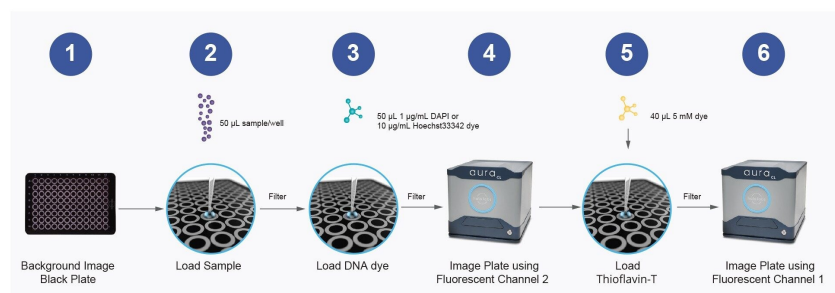 1
2
3
4
5
6
50 µL sample/well
50 µL 1 µg/mL DAPI or
10 µg/mL Hoechst33342 dye
40 µL 5 mM dye
aura CL
aura CL
Filter
Filter
Filter
Background Image
Black Plate
Load Sample
Load DNA dye
Image Plate using
Fluorescent Channel 2
Load
Thioflavin-T
Image Plate using
Fluorescent Channel 1